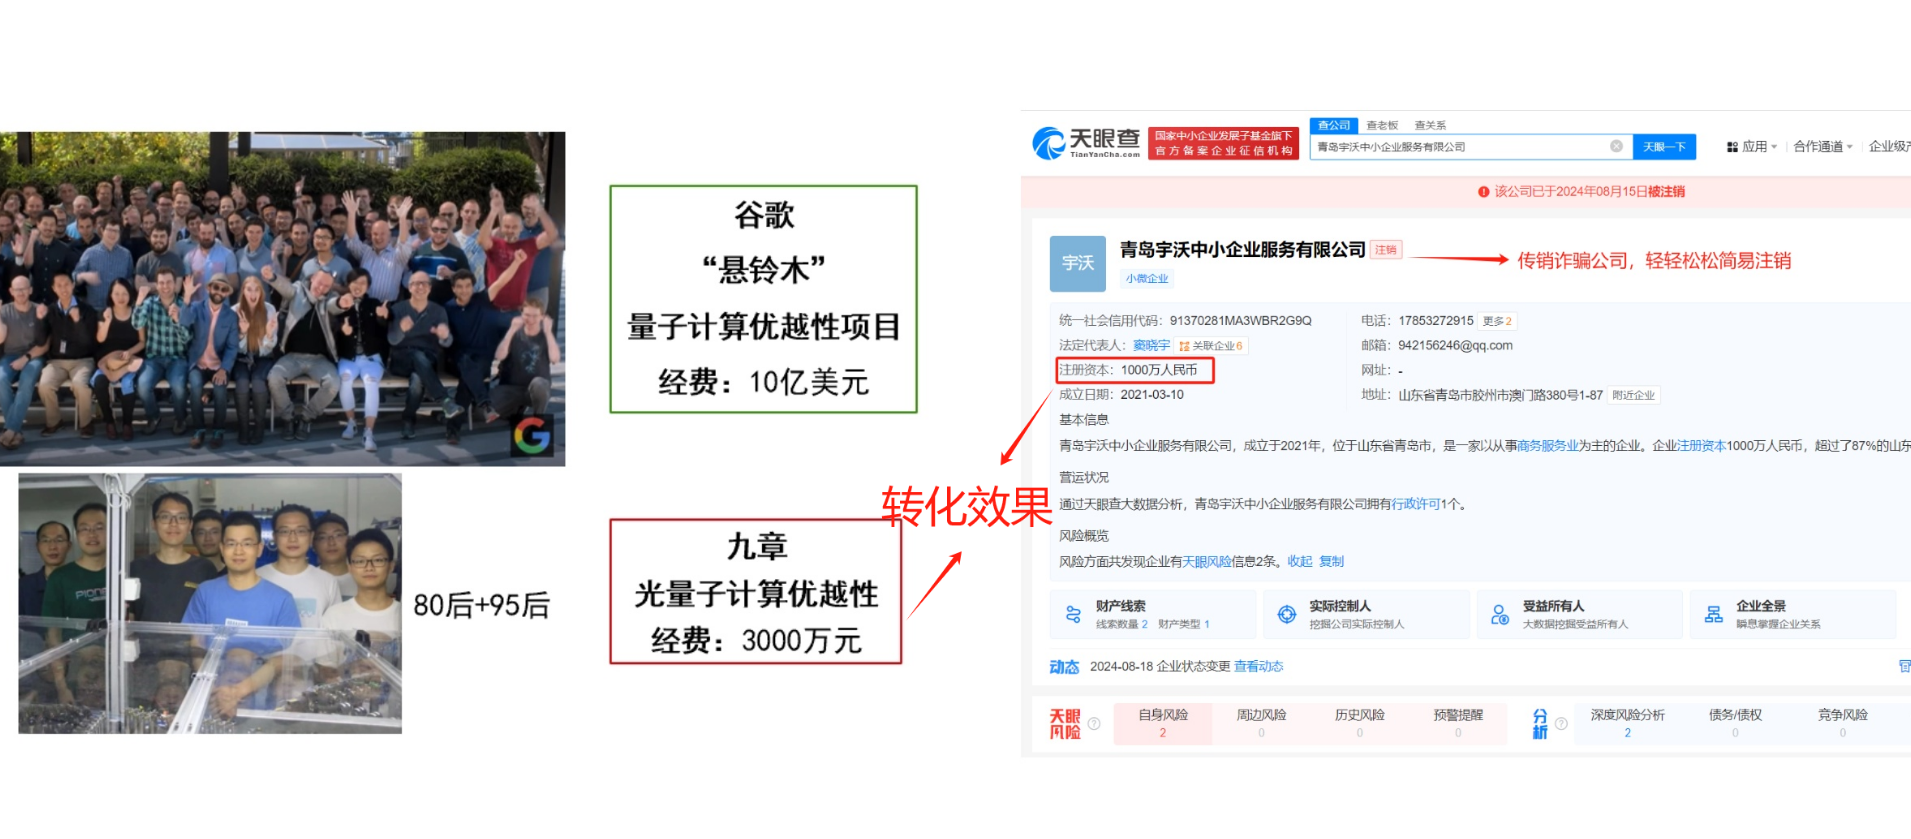 谷歌
“悬铃木”
量子计算优越性项目
经费：10亿美元
G
PION
80后+95后
九章
光量子计算优越性
经费：3000万元
转化效果
天眼查
TianYanCha.com
国家中小企业发展子基金旗下
官方备案企业征信机构
查公司 查老板 查关系
青岛宇沃中小企业服务有限公司
天眼一下
应用 合作通道 企业级产
该公司已于2024年08月15日被注销
宇沃
青岛宇沃中小企业服务有限公司 注销
传销诈骗公司，轻轻松松简易注销
小微企业
统一社会信用代码：91370281MA3WBR2G9Q 电话：17853272915 更多2
法定代表人：窦晓宇 关联企业6 邮箱：942156246@qq.com
注册资本：1000万人民币 网址：-
成立日期：2021-03-10 地址：山东省青岛市胶州市澳门路380号1-87 附近企业
基本信息
青岛宇沃中小企业服务有限公司，成立于2021年，位于山东省青岛市，是一家以从事商务服务业为主的企业。企业注册资本1000万人民币，超过了87%的山东
营运状况
通过天眼查大数据分析，青岛宇沃中小企业服务有限公司拥有行政许可1个。
风险概览
风险方面共发现企业有天眼风险信息2条。收起 复制
财产线索 实际控制人 受益所有人 企业全景
线索数量 2 财产类型 1 挖掘公司实际控制人 大数据挖掘受益所有人 瞬息掌握企业关系
动态 2024-08-18 企业状态变更 查看动态
天眼风险 自身风险 周边风险 历史风险 预警提醒 分析 深度风险分析 债务/债权 竞争风险
2 0 0 0 2 0 0